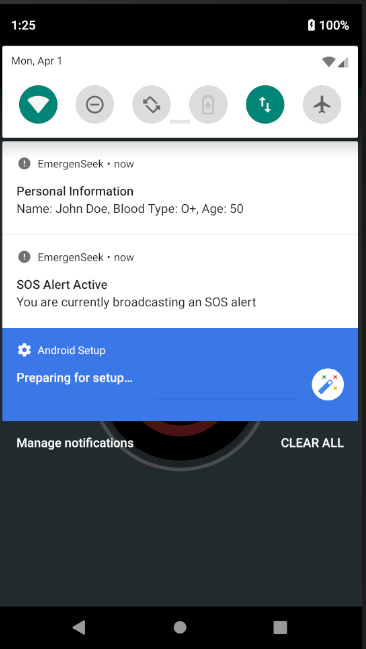 1:25 100%
Mon, Apr 1
EmergenSeek • now
Personal Information
Name: John Doe, Blood Type: O+, Age: 50
EmergenSeek • now
SOS Alert Active
You are currently broadcasting an SOS alert
Android Setup
Preparing for setup…
Manage notifications CLEAR ALL